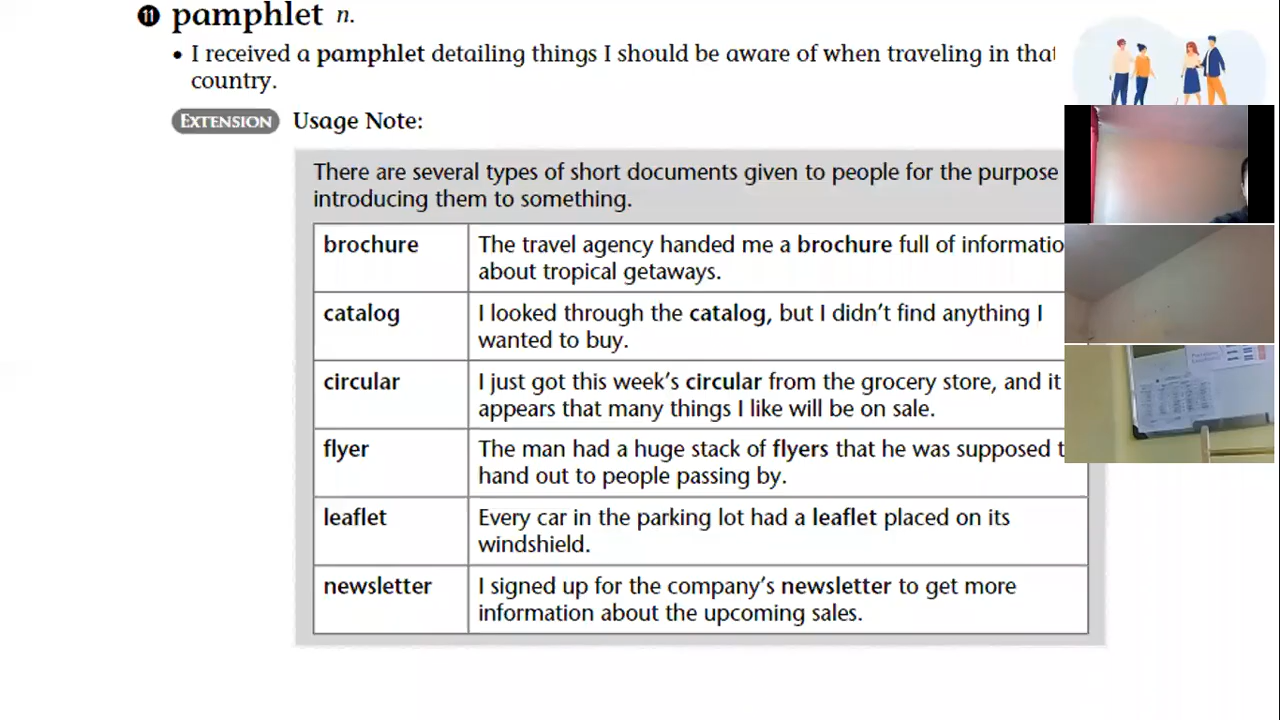 ⓫ pamphlet n.
• I received a pamphlet detailing things I should be aware of when traveling in that
country.
EXTENSION Usage Note:
There are several types of short documents given to people for the purpose
introducing them to something.
brochure
The travel agency handed me a brochure full of informatio
about tropical getaways.
catalog
I looked through the catalog, but I didn’t find anything I
wanted to buy.
circular
I just got this week’s circular from the grocery store, and it
appears that many things I like will be on sale.
flyer
The man had a huge stack of flyers that he was supposed t
hand out to people passing by.
leaflet
Every car in the parking lot had a leaflet placed on its
windshield.
newsletter
I signed up for the company’s newsletter to get more
information about the upcoming sales.